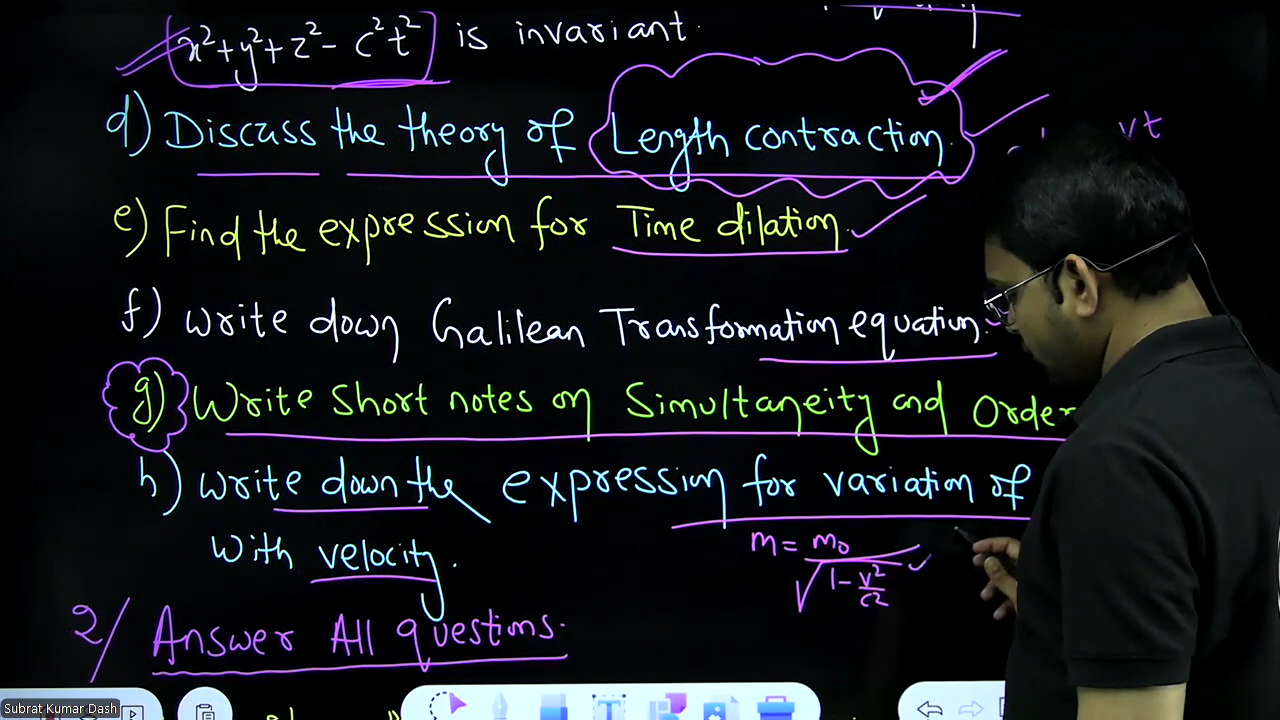 x²+y²+z²- c²t² is invariant.
d) Discuss the theory of Length contraction.
vt
e) Find the expression for Time dilation.
f) Write down Galilean Transformation equation.
g) Write short notes on Simultaneity and Order
h) Write down the expression for variation of
with velocity.
m = m₀ / √(1 - v²/c²)
2/ Answer All questions.
Subrat Kumar Dash